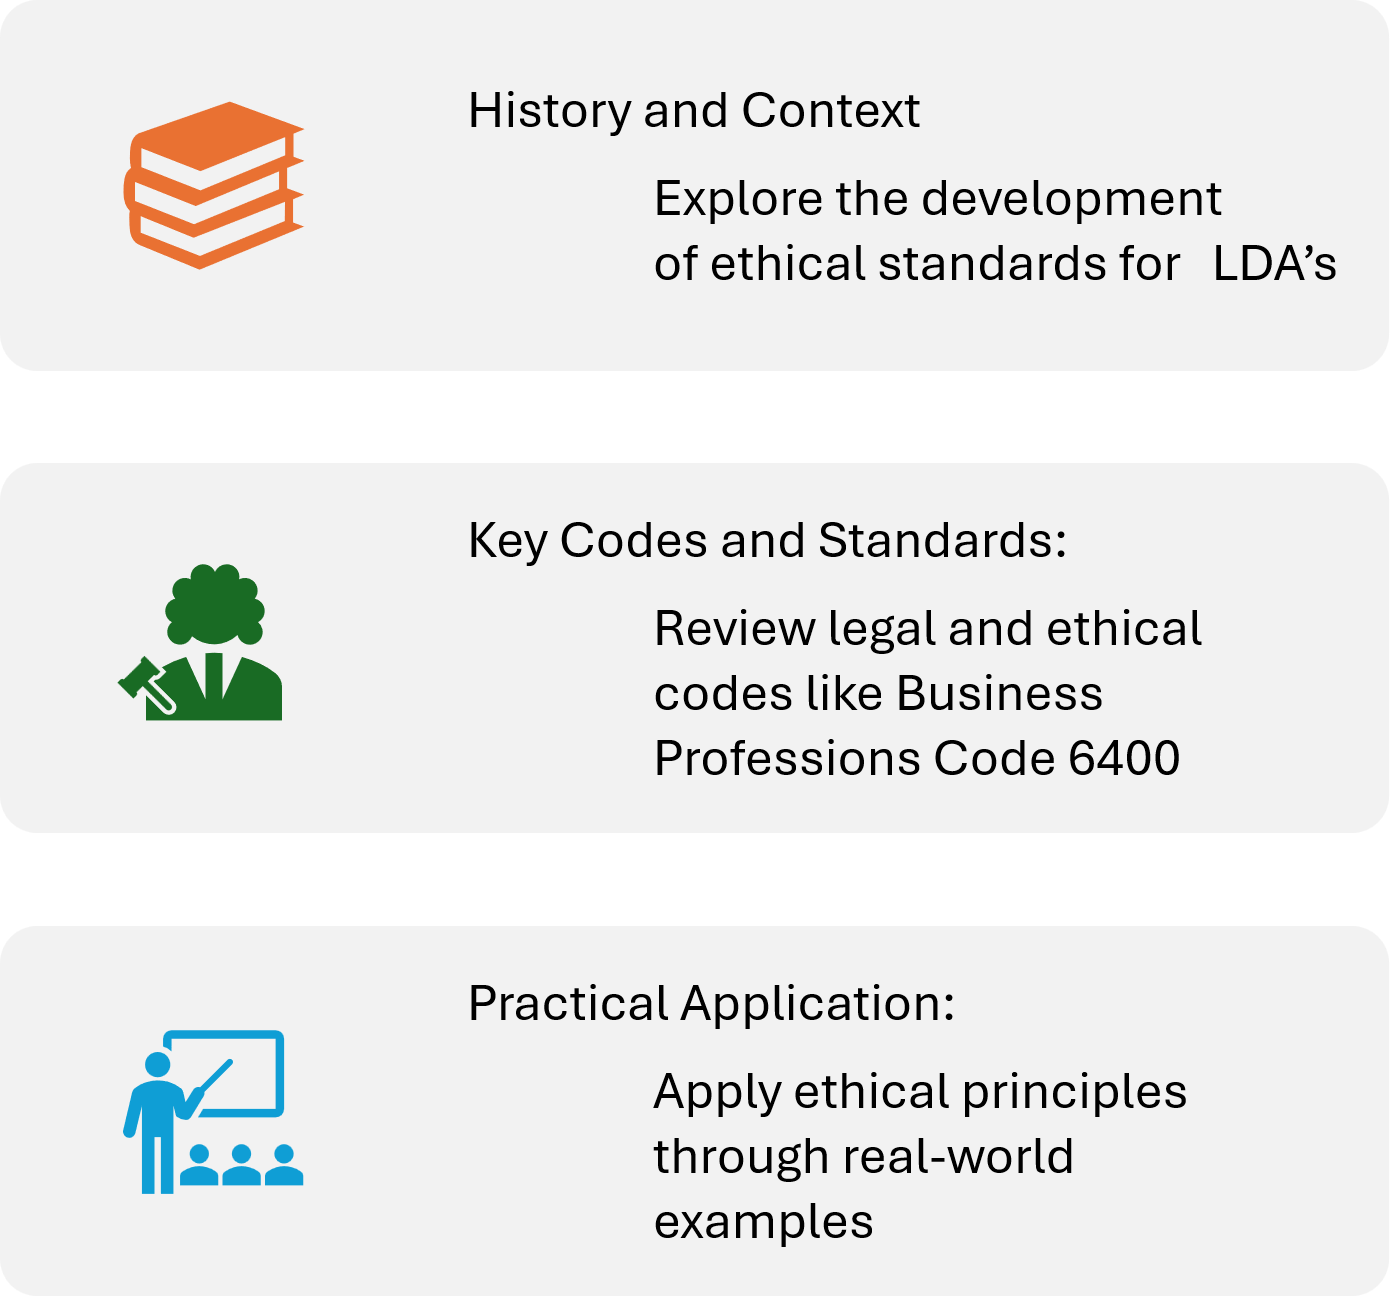 History and Context
Explore the development
of ethical standards for   LDA’s
Key Codes and Standards:
Review legal and ethical
codes like Business
Professions Code 6400
Practical Application:
Apply ethical principles
through real-world
examples